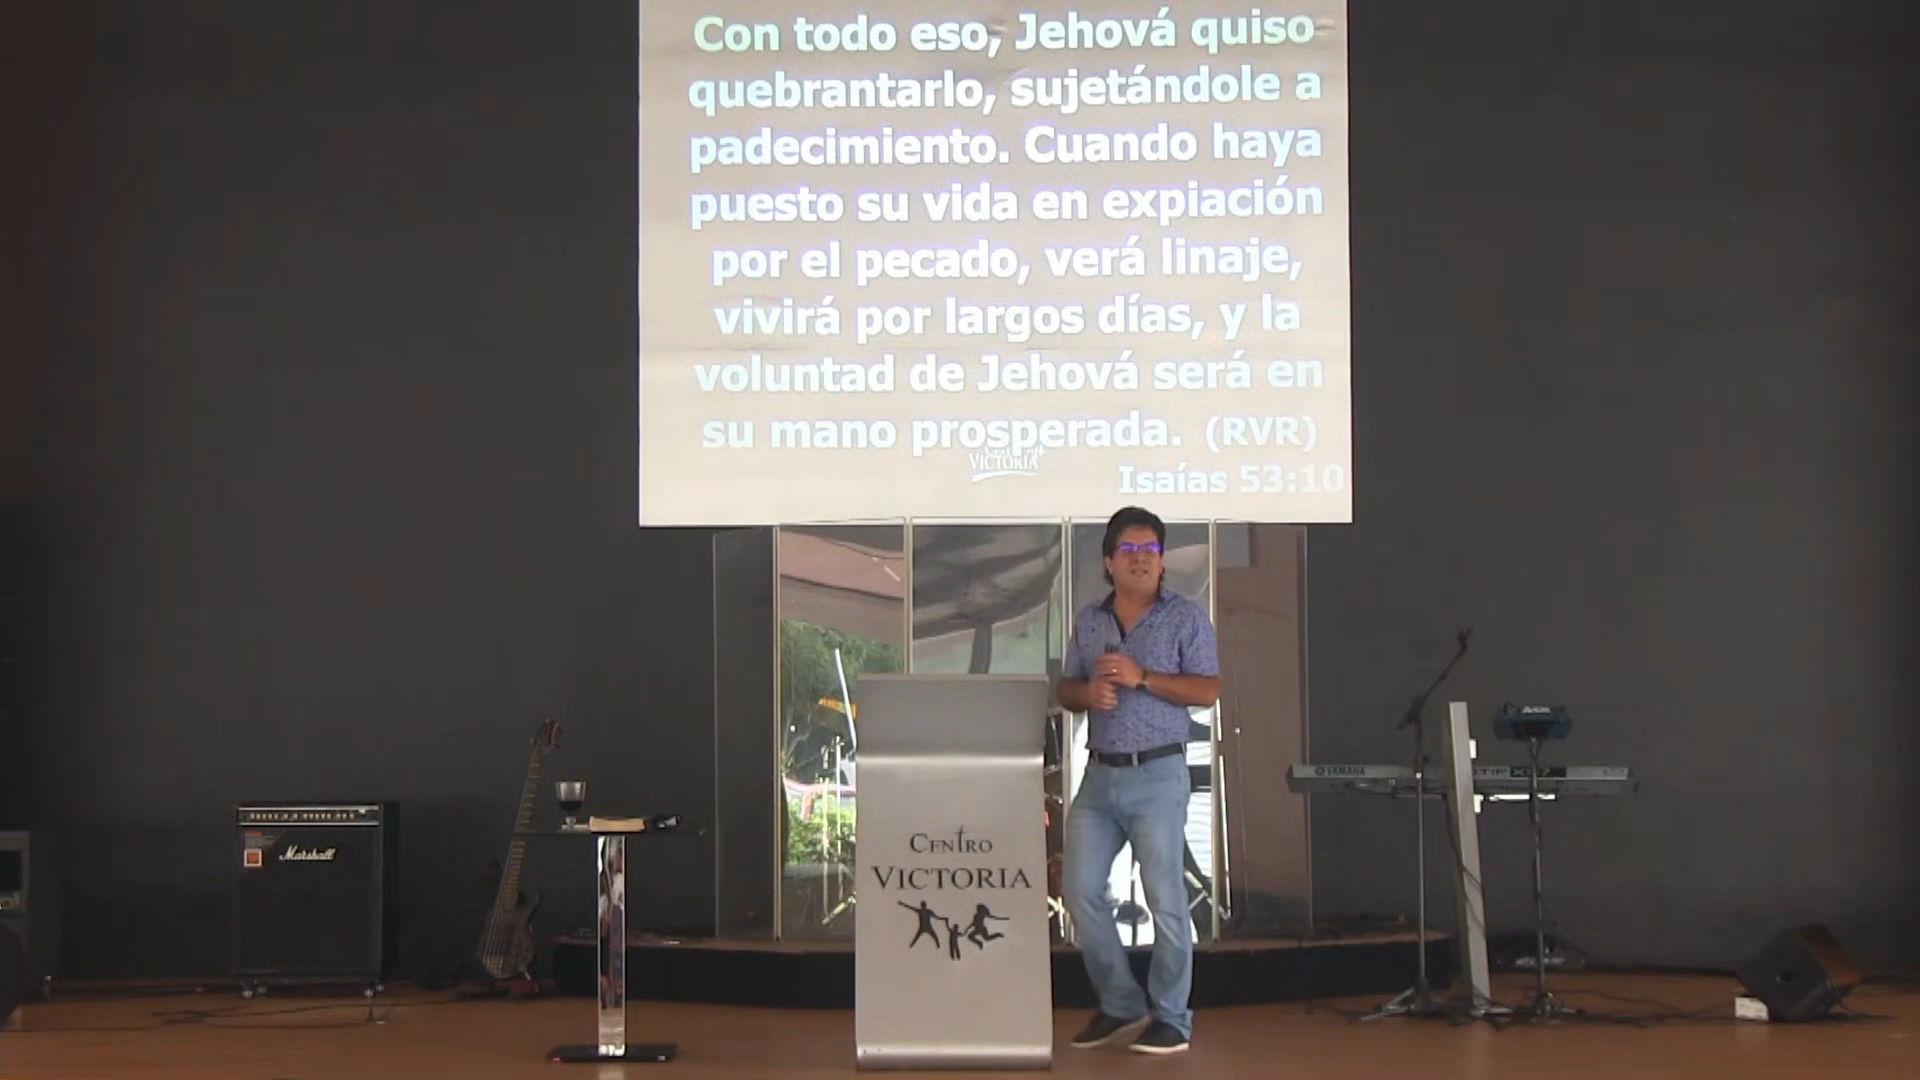 Con todo eso, Jehová quiso
quebrantarlo, sujetándole a
padecimiento. Cuando haya
puesto su vida en expiación
por el pecado, verá linaje,
vivirá por largos días, y la
voluntad de Jehová será en
su mano prosperada. (RVR)
VICTORIA
Isaías 53:10
Marshall
CENTRO
VICTORIA
YAMAHA